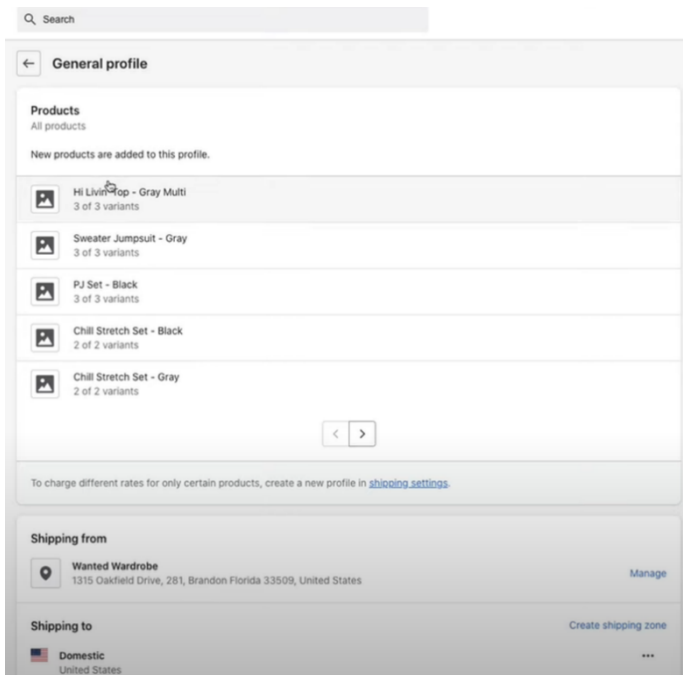 Search
General profile
Products
All products
New products are added to this profile.
Hi Livin Top - Gray Multi
3 of 3 variants
Sweater Jumpsuit - Gray
3 of 3 variants
PJ Set - Black
3 of 3 variants
Chill Stretch Set - Black
2 of 2 variants
Chill Stretch Set - Gray
2 of 2 variants
To charge different rates for only certain products, create a new profile in shipping settings.
Shipping from
Wanted Wardrobe
1315 Oakfield Drive, 281, Brandon Florida 33509, United States
Manage
Shipping to
Create shipping zone
Domestic
United States